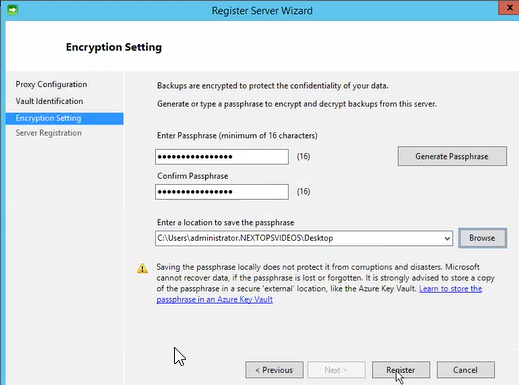 Register Server Wizard
Encryption Setting
Proxy Configuration
Vault Identification
Encryption Setting
Server Registration
Backups are encrypted to protect the confidentiality of your data.
Generate or type a passphrase to encrypt and decrypt backups from this server.
Enter Passphrase (minimum of 16 characters)
•••••••••••••••• (16)
Generate Passphrase
Confirm Passphrase
•••••••••••••••• (16)
Enter a location to save the passphrase
C:\Users\administrator.NEXTOPSVIDEOS\Desktop
Browse
Saving the passphrase locally does not protect it from corruptions and disasters. Microsoft
cannot recover data, if the passphrase is lost or forgotten. It is strongly advised to store a copy
of the passphrase in a secure 'external' location, like the Azure Key Vault. Learn to store the
passphrase in an Azure Key Vault
< Previous
Next >
Register
Cancel